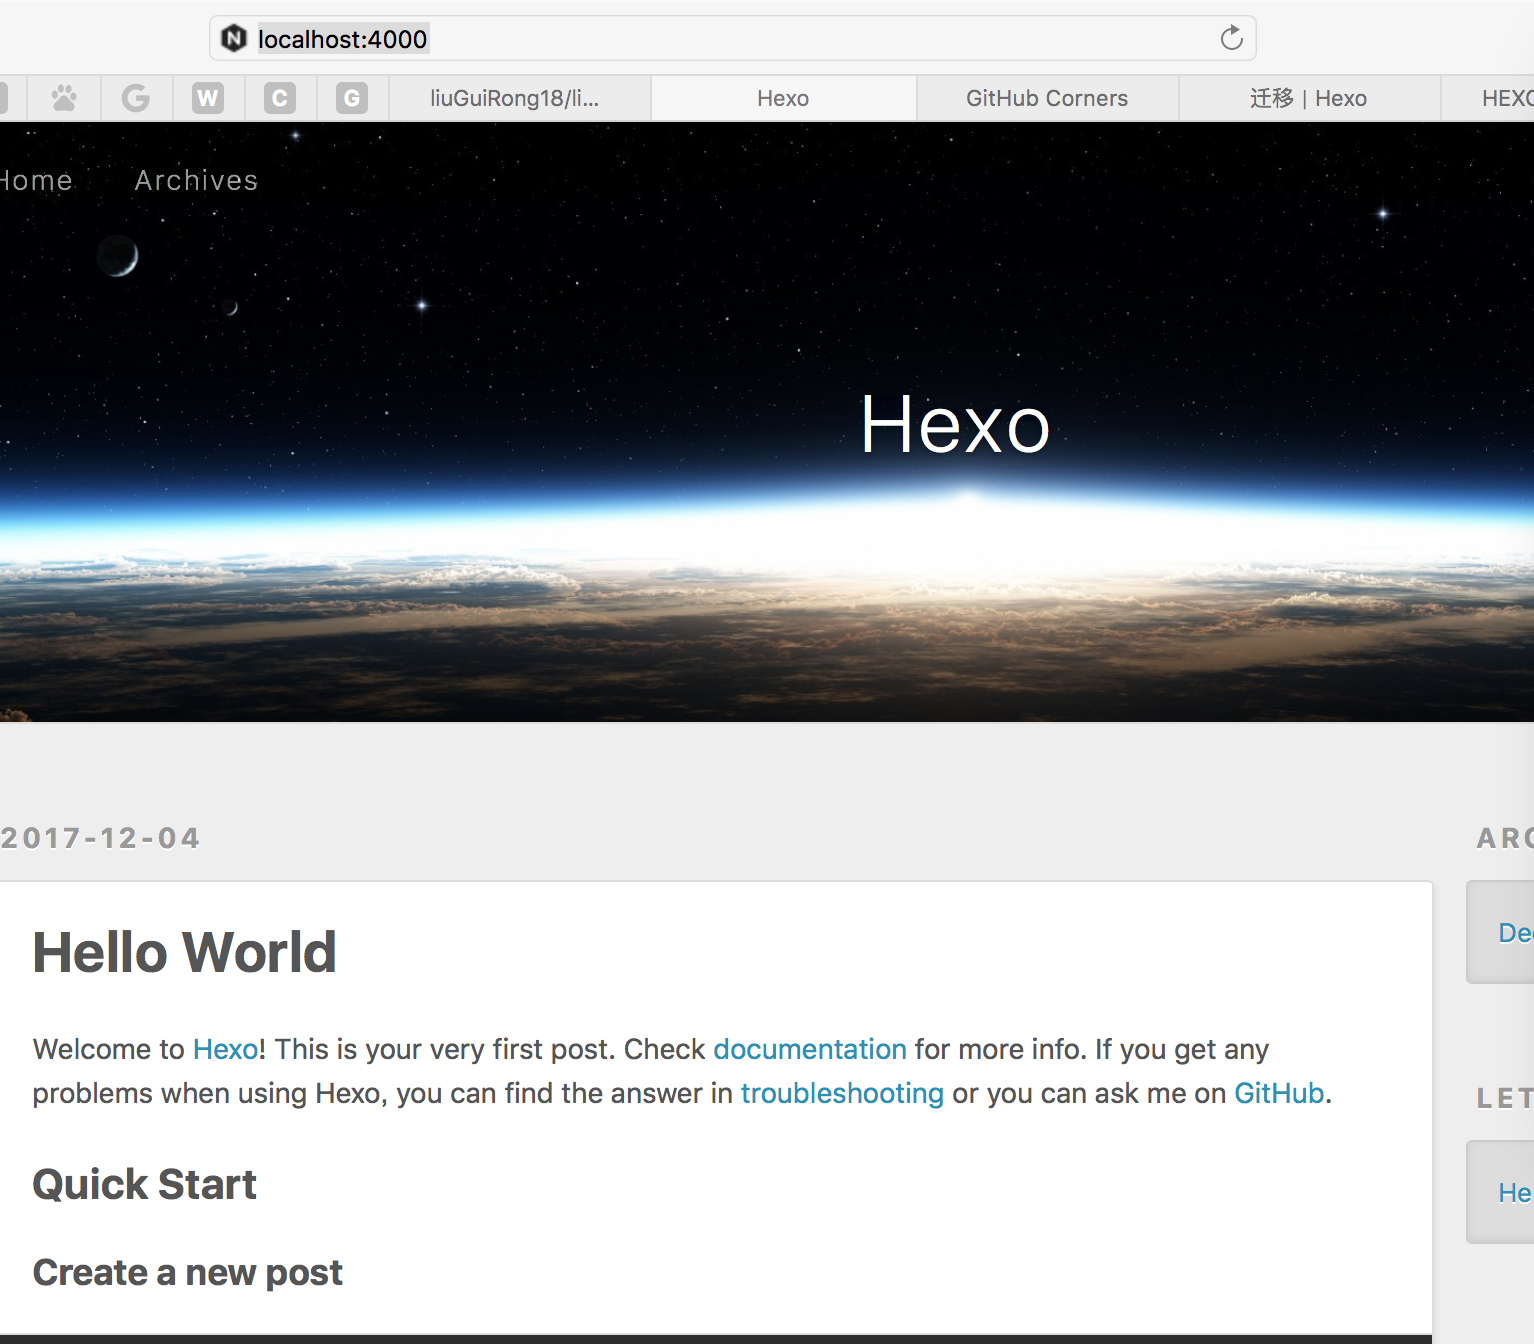 localhost:4000
W C G liuGuiRong18/li... Hexo GitHub Corners 迁移 | Hexo HEXO
Home Archives
Hexo
2017-12-04
ARC
Hello World
Dec
Welcome to Hexo! This is your very first post. Check documentation for more info. If you get any
problems when using Hexo, you can find the answer in troubleshooting or you can ask me on GitHub.
LET
Quick Start
He
Create a new post